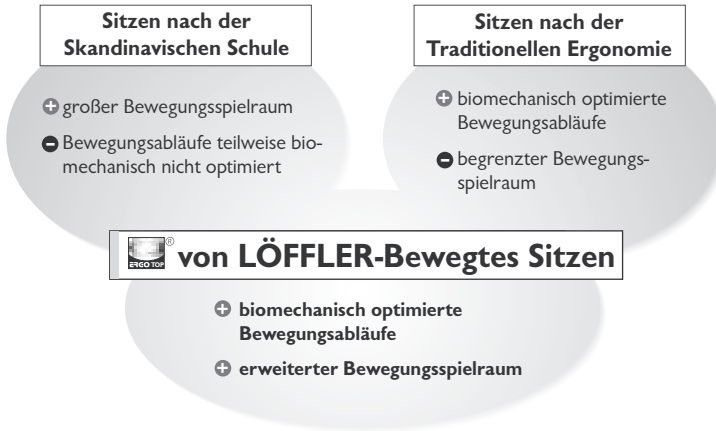 Sitzen nach der
Skandinavischen Schule
⊕ großer Bewegungsspielraum
⊖ Bewegungsabläufe teilweise bio-
mechanisch nicht optimiert
Sitzen nach der
Traditionellen Ergonomie
⊕ biomechanisch optimierte
Bewegungsabläufe
⊖ begrenzter Bewegungs-
spielraum
ERGO TOP® von LÖFFLER-Bewegtes Sitzen
⊕ biomechanisch optimierte
Bewegungsabläufe
⊕ erweiterter Bewegungsspielraum